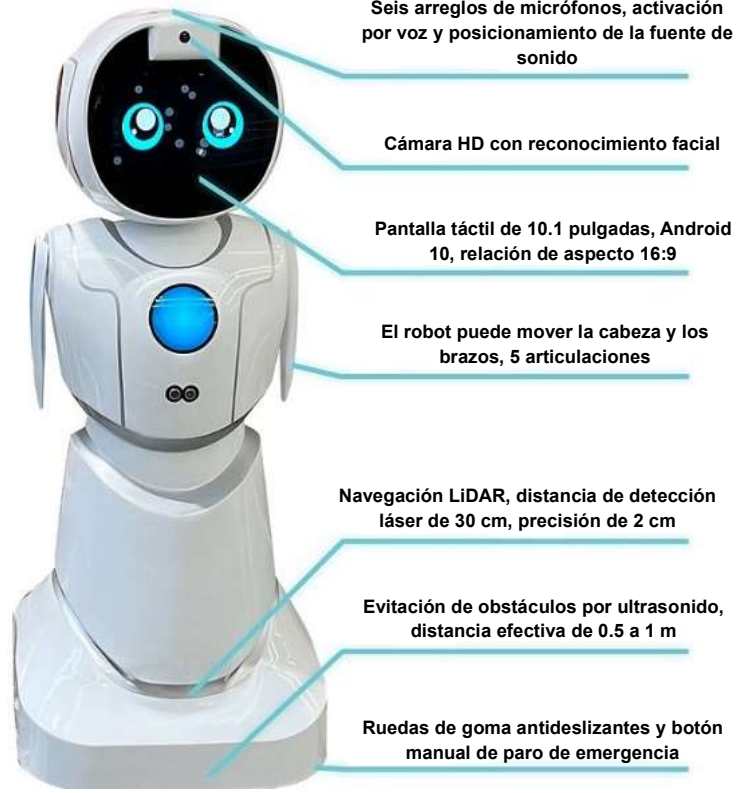 Seis arreglos de micrófonos, activación
por voz y posicionamiento de la fuente de
sonido
Cámara HD con reconocimiento facial
Pantalla táctil de 10.1 pulgadas, Android
10, relación de aspecto 16:9
El robot puede mover la cabeza y los
brazos, 5 articulaciones
Navegación LiDAR, distancia de detección
láser de 30 cm, precisión de 2 cm
Evitación de obstáculos por ultrasonido,
distancia efectiva de 0.5 a 1 m
Ruedas de goma antideslizantes y botón
manual de paro de emergencia